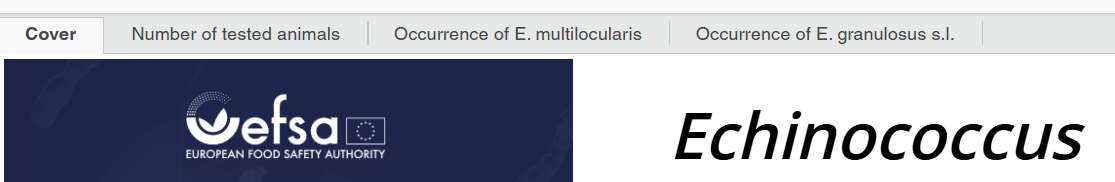 Cover
Number of tested animals
Occurrence of E. multilocularis
Occurrence of E. granulosus s.l.
efsa
EUROPEAN FOOD SAFETY AUTHORITY
Echinococcus